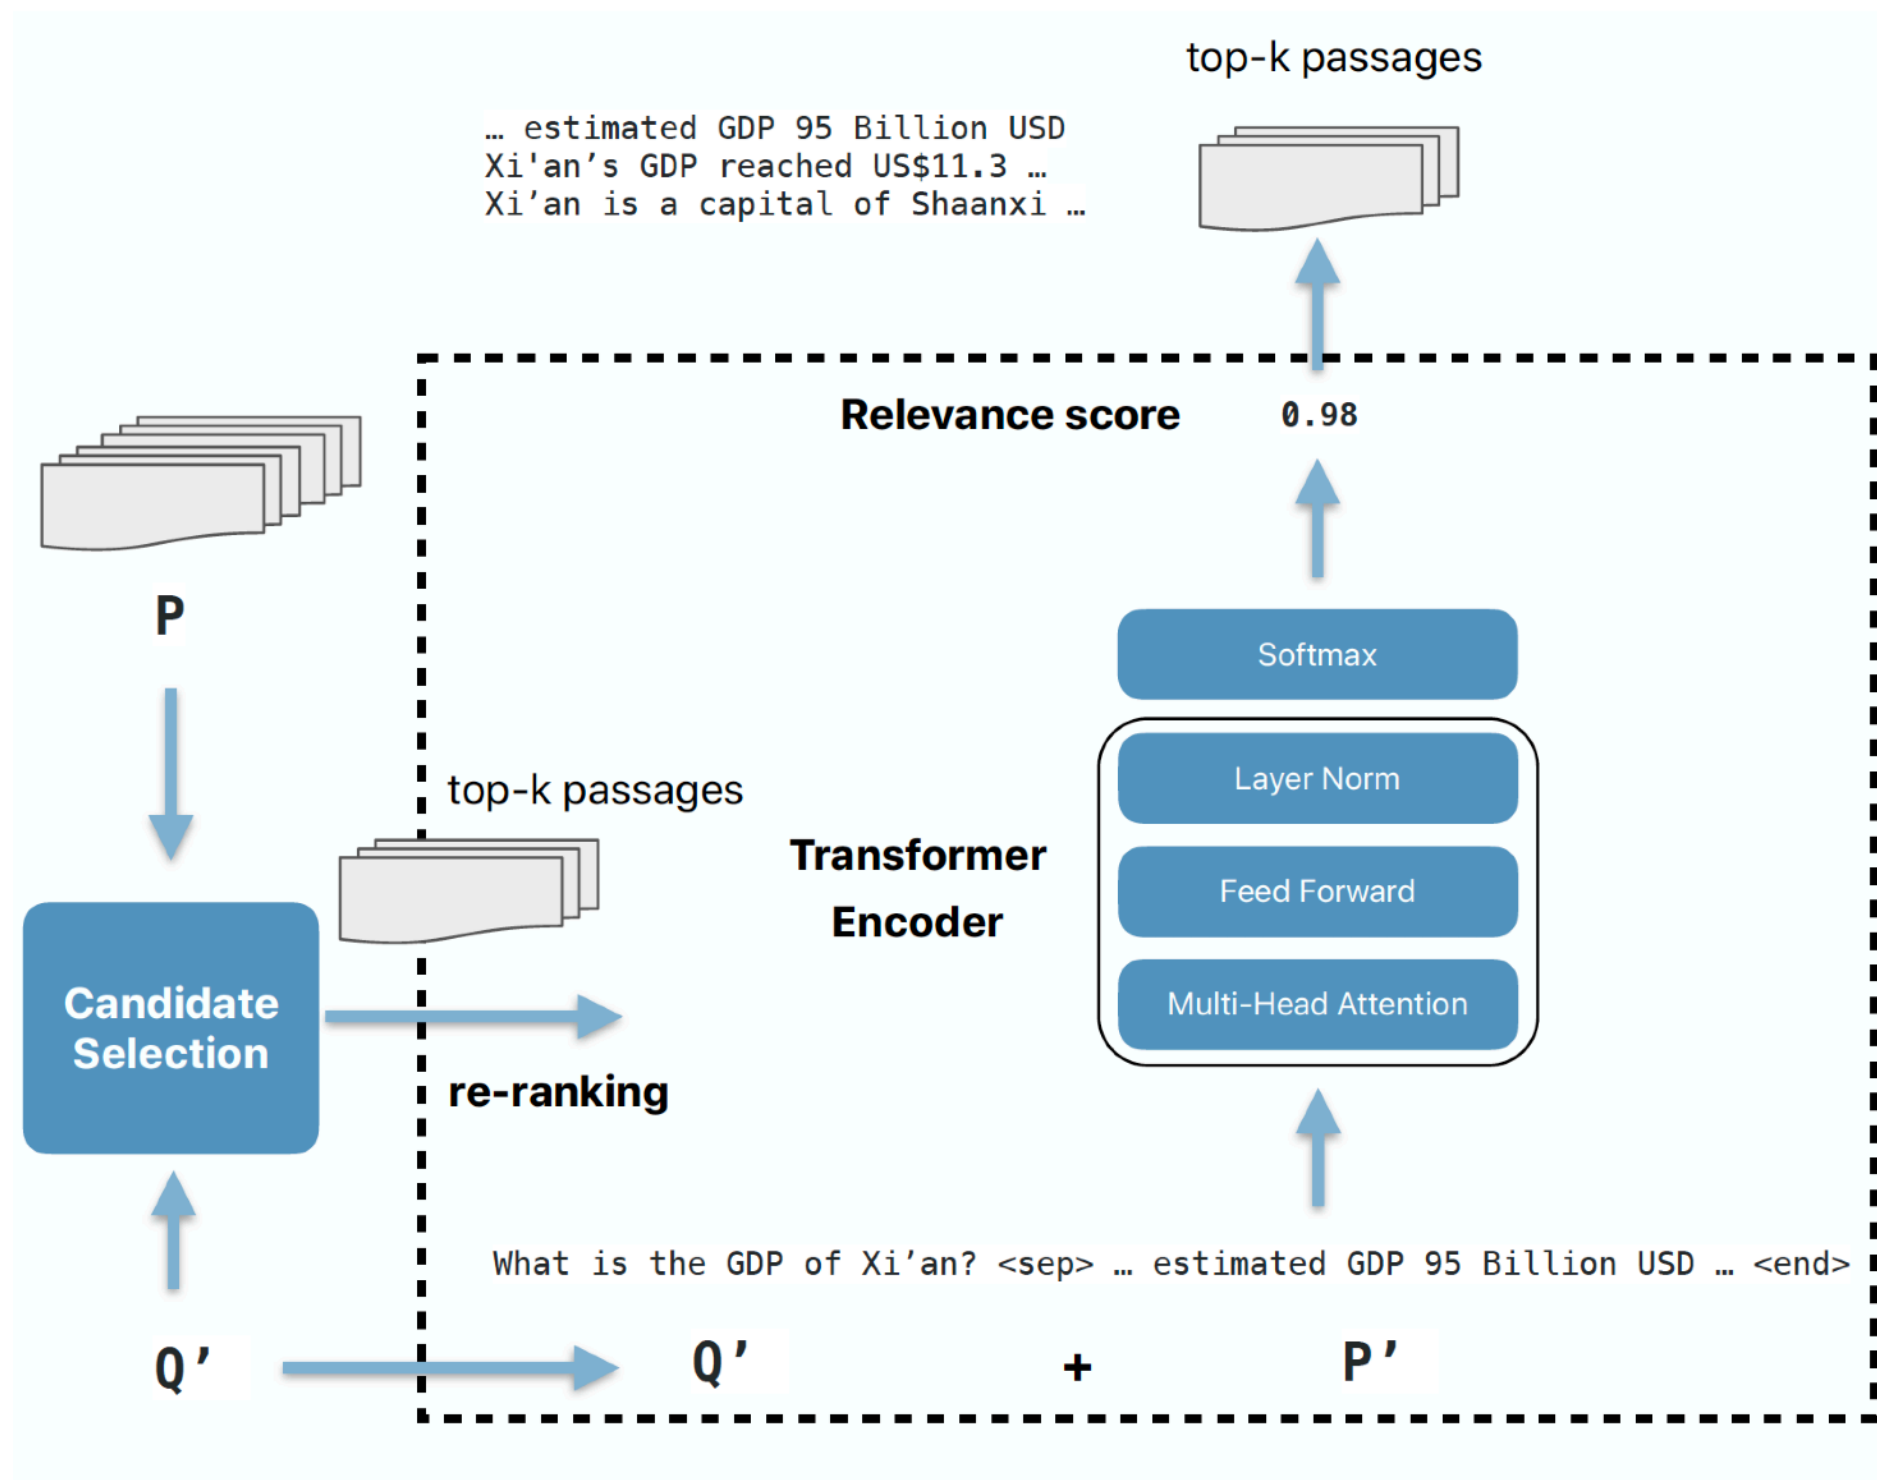 top-k passages
… estimated GDP 95 Billion USD
Xi'an’s GDP reached US$11.3 …
Xi’an is a capital of Shaanxi …
Relevance score 0.98
P
Softmax
Layer Norm
top-k passages
Transformer
Encoder
Feed Forward
Multi-Head Attention
Candidate
Selection
re-ranking
What is the GDP of Xi’an? <sep> … estimated GDP 95 Billion USD … <end>
Q’
Q’ + P’